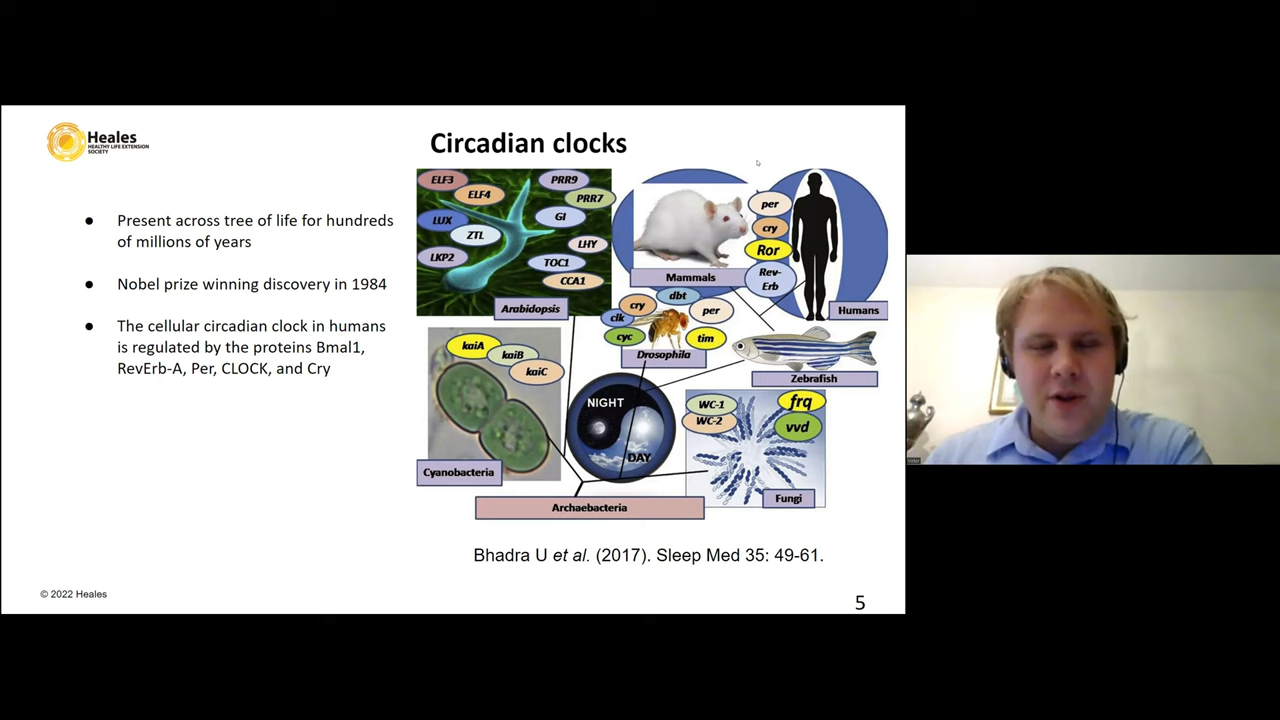 Heales
HEALTHY LIFE EXTENSION
SOCIETY
Circadian clocks
● Present across tree of life for hundreds
of millions of years
● Nobel prize winning discovery in 1984
● The cellular circadian clock in humans
is regulated by the proteins Bmal1,
RevErb-A, Per, CLOCK, and Cry
ELF3
ELF4
LUX
ZTL
LKP2
PRR9
PRR7
GI
LHY
TOC1
CCA1
Arabidopsis
Mammals
per
cry
Ror
Rev-
Erb
Humans
cry
dbt
per
clk
cyc
tim
Drosophila
Zebrafish
kaiA
kaiB
kaiC
Cyanobacteria
NIGHT
DAY
WC-1
WC-2
frq
vvd
Fungi
Archaebacteria
Bhadra U et al. (2017). Sleep Med 35: 49-61.
© 2022 Heales
5